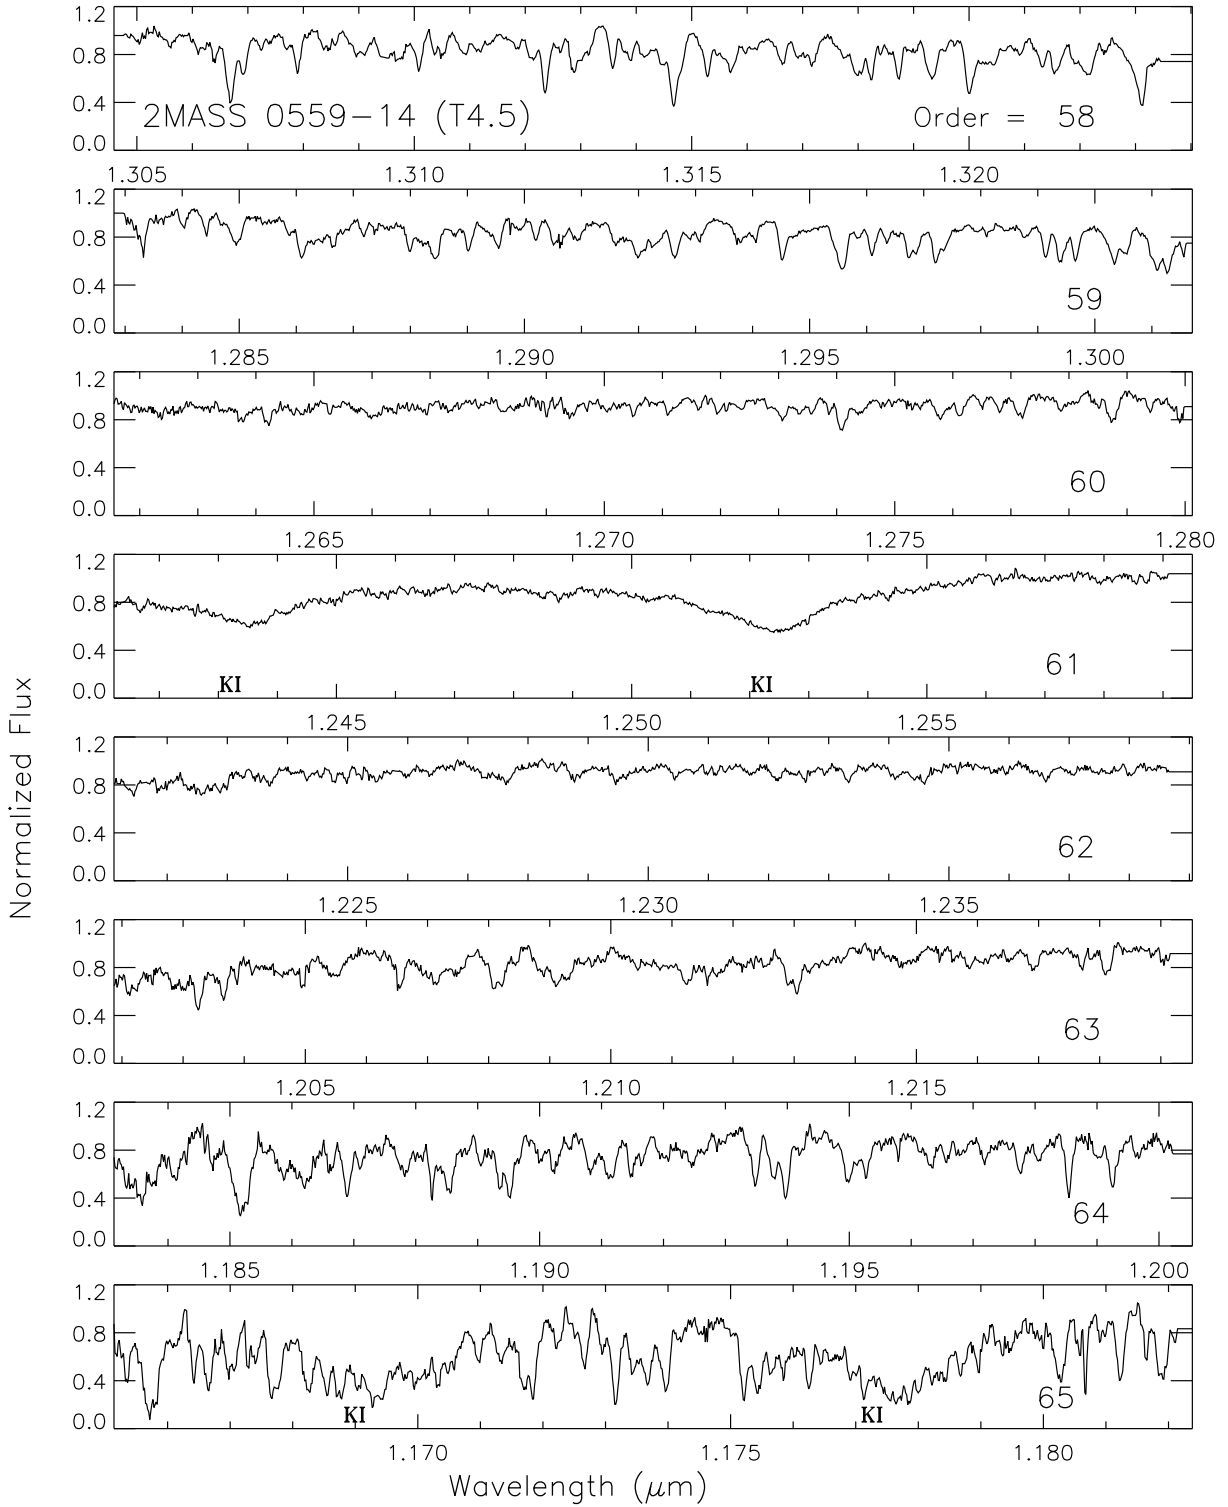 1.2
0.8
0.4
0.0
2MASS 0559−14 (T4.5)
Order = 58
1.305 1.310 1.315 1.320
1.2
0.8
0.4
0.0
59
1.285 1.290 1.295 1.300
1.2
0.8
0.4
0.0
60
1.265 1.270 1.275 1.280
1.2
0.8
0.4
0.0
KI KI
61
1.245 1.250 1.255
1.2
0.8
0.4
0.0
62
1.225 1.230 1.235
1.2
0.8
0.4
0.0
63
1.205 1.210 1.215
1.2
0.8
0.4
0.0
64
1.185 1.190 1.195 1.200
1.2
0.8
0.4
0.0
KI KI
65
1.170 1.175 1.180
Wavelength (μm)
Normalized Flux